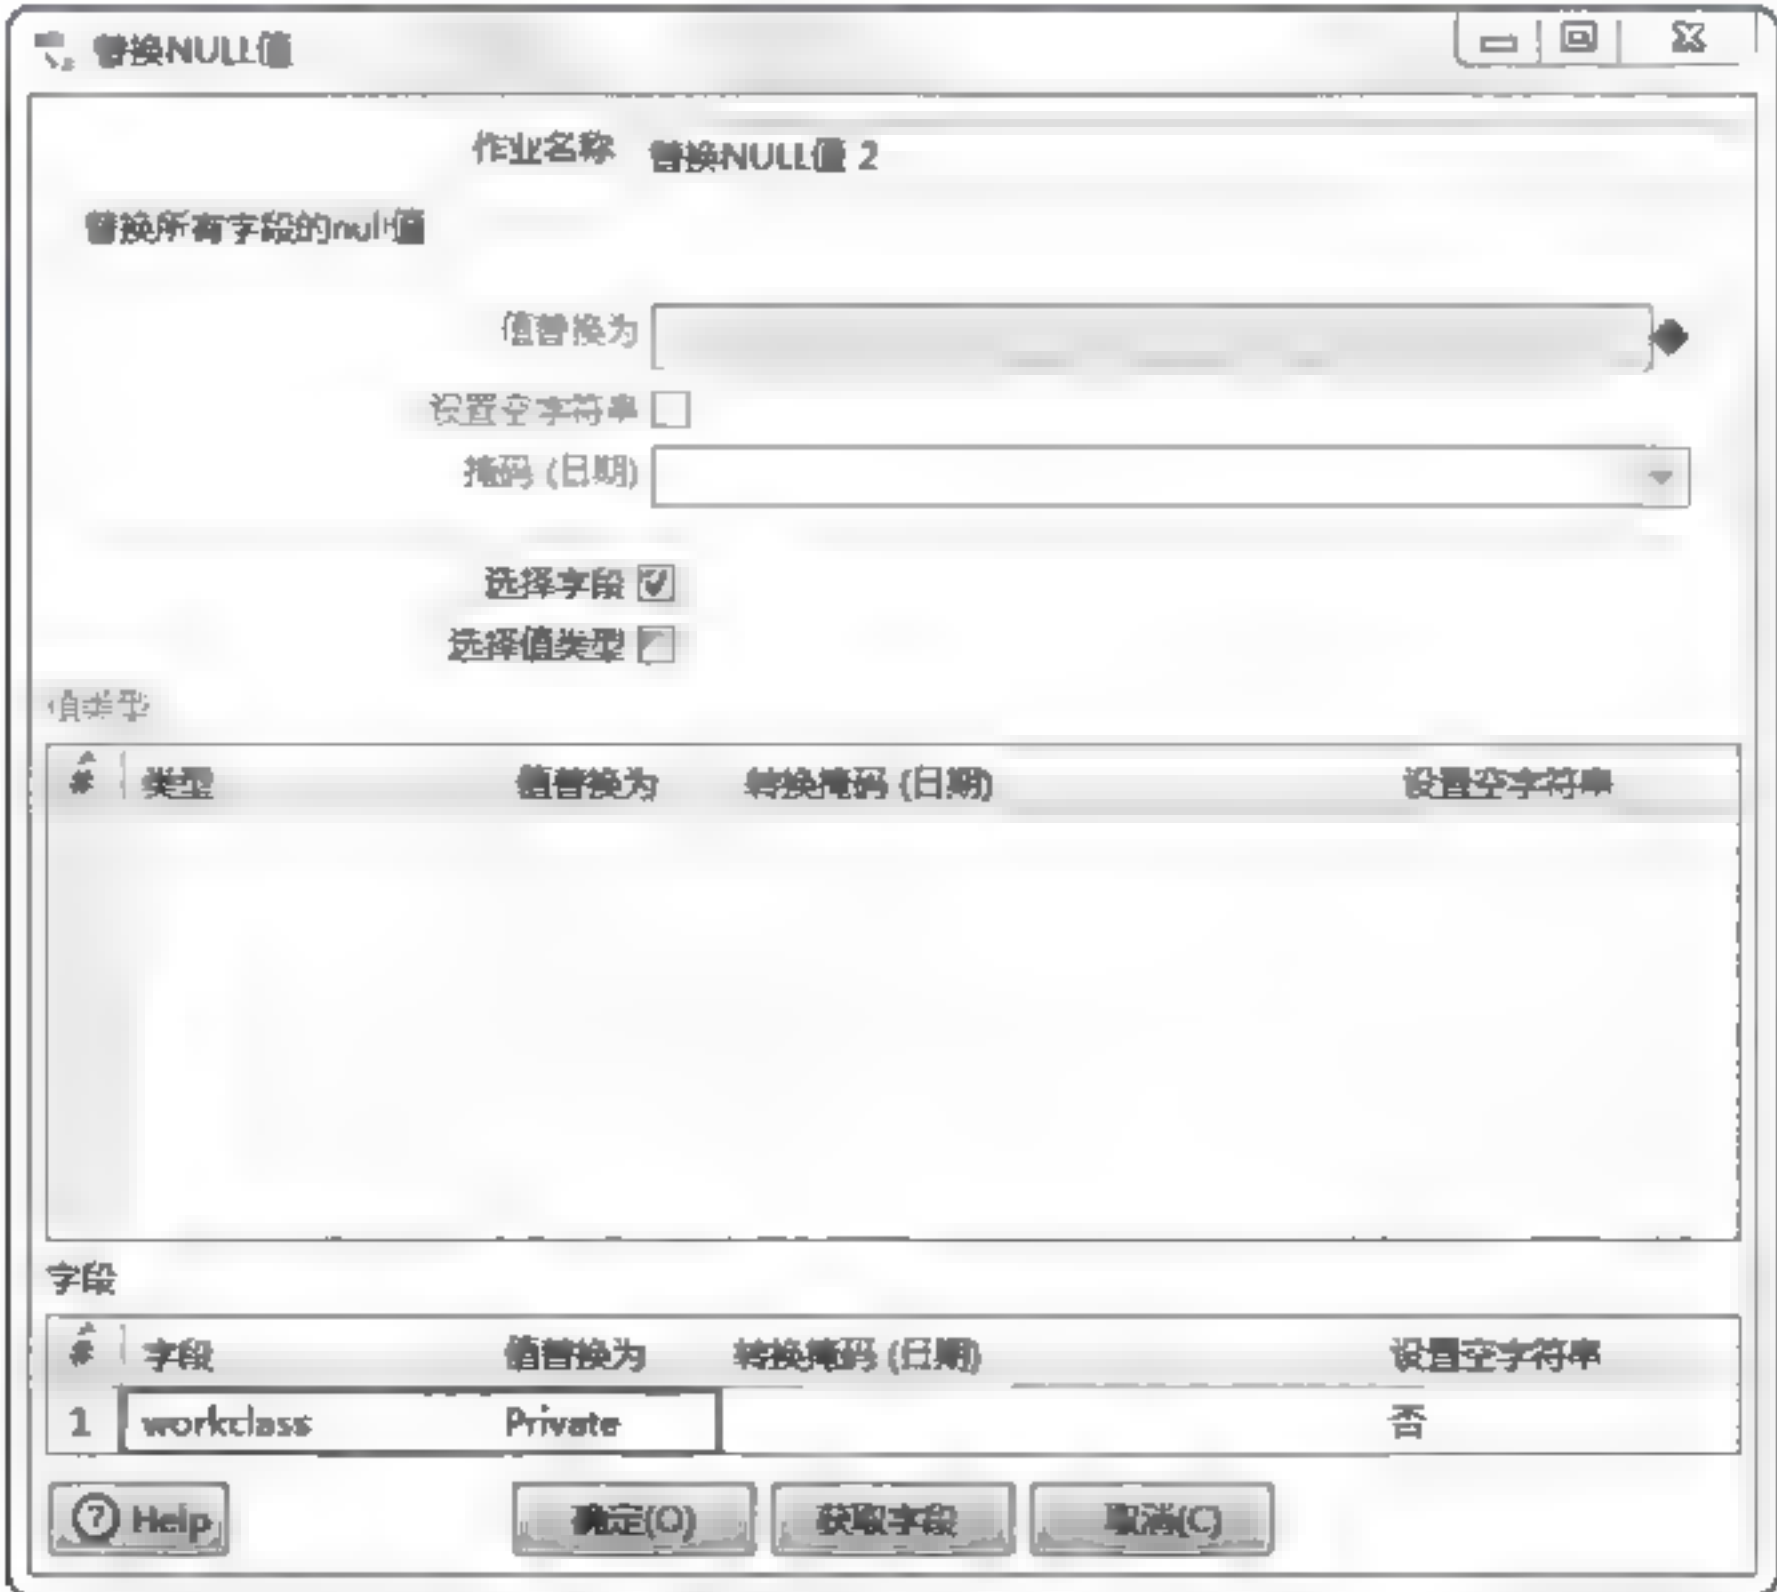 替换NULL值
作业名称 替换NULL值 2
替换所有字段的null值
值替换为
设置空字符串
掩码 (日期)
选择字段
选择值类型
值类型
# 类型 值替换为 转换掩码 (日期) 设置空字符串
字段
# 字段 值替换为 转换掩码 (日期) 设置空字符串
1 workclass Private 否
Help 确定(O) 获取字段 取消(C)